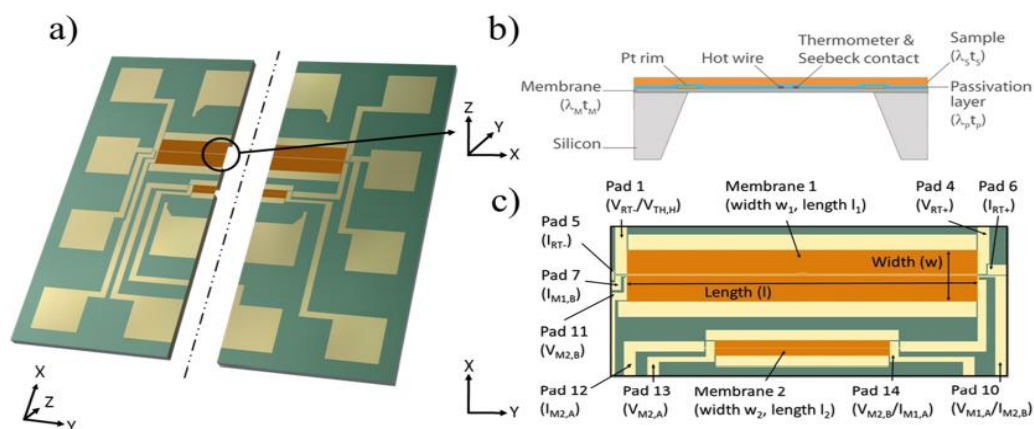 a)
Z
Y
X
X
Z
Y
b)
Pt rim
Hot wire
Thermometer &
Seebeck contact
Sample
(λStS)
Membrane
(λMtM)
Passivation
layer
(λptp)
Silicon
c)
Pad 1
(VRT-/VTH,H)
Membrane 1
(width w1, length l1)
Pad 4
(VRT+)
Pad 6
(IRT+)
Pad 5
(IRT-)
Pad 7
(IM1,B)
Pad 11
(VM2,B)
Width (w)
Length (l)
Pad 12
(IM2,A)
Pad 13
(VM2,A)
Membrane 2
(width w2, length l2)
Pad 14
(VM2,B/IM1,A)
Pad 10
(VM1,A/IM2,B)
X
Y